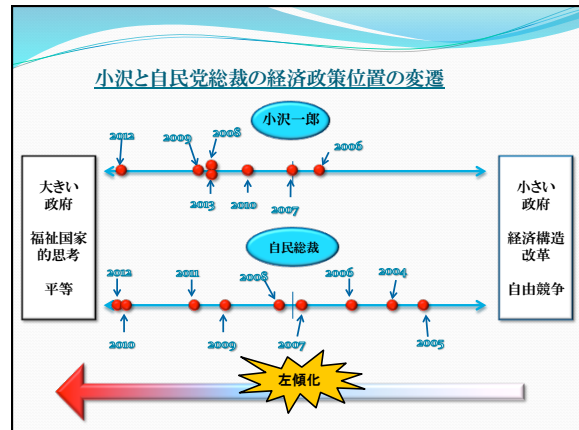 小沢と自民党総裁の経済政策位置の変遷
小沢一郎
2012
2009
2008
2006
2013
2010
2007
大きい
政府
福祉国家
的思考
平等
小さい
政府
経済構造
改革
自由競争
自民総裁
2012
2011
2008
2006
2004
2010
2009
2007
2005
左傾化